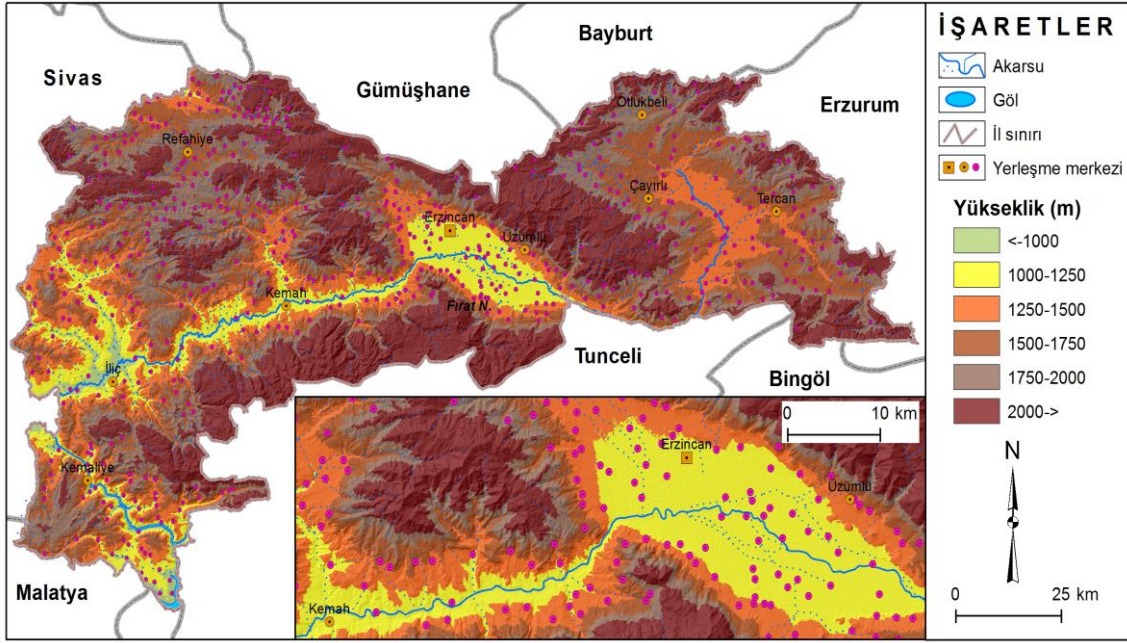 Sivas
Gümüşhane
Bayburt
Erzurum
Otlukbeli
Refahiye
Çayırlı
Tercan
Erzincan
Üzümlü
Kemah
Fırat N.
İliç
Tunceli
Bingöl
Kemaliye
Malatya
0 10 km
Erzincan
Üzümlü
Kemah
İŞARETLER
Akarsu
Göl
İl sınırı
Yerleşme merkezi
Yükseklik (m)
<-1000
1000-1250
1250-1500
1500-1750
1750-2000
2000->
N
0 25 km